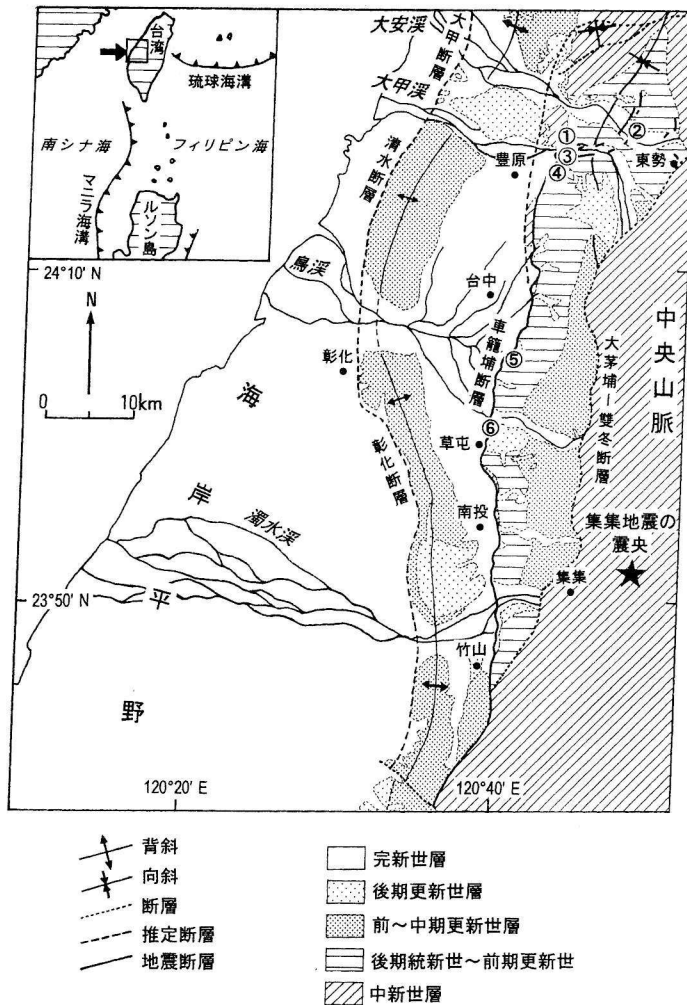 台湾
琉球海溝
南シナ海
フィリピン海
マニラ海溝
ルソン島
大安渓
大甲断層
大甲渓
清水断層
①
②
③
④
豊原
東勢
24°10' N
N
0 10km
烏渓
台中
車籠埔断層
⑤
彰化
⑥
草屯
彰化断層
大茅埔ー雙冬断層
中央山脈
海岸平野
濁水渓
南投
集集地震の
震央
集集
23°50' N
竹山
120°20' E
120°40' E
背斜
向斜
断層
推定断層
地震断層
完新世層
後期更新世層
前～中期更新世層
後期統新世～前期更新世
中新世層